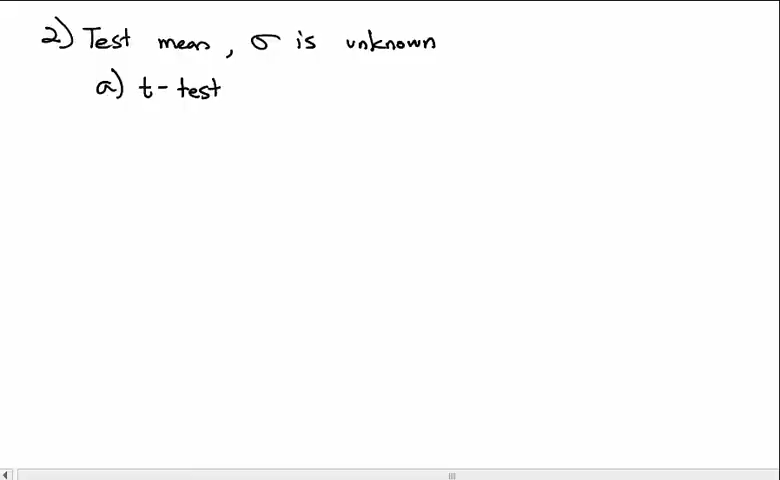 2) Test mean, σ is unknown
a) t-test